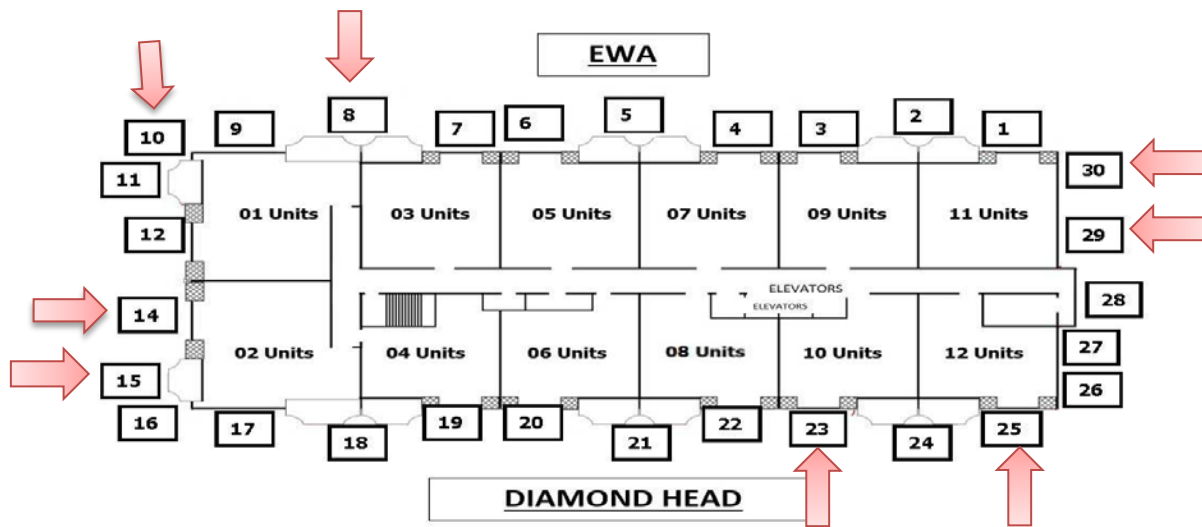 EWA
10
9
8
7
6
5
4
3
2
1
11
12
01 Units
03 Units
05 Units
07 Units
09 Units
11 Units
30
29
ELEVATORS
ELEVATORS
28
14
15
16
02 Units
04 Units
06 Units
08 Units
10 Units
12 Units
27
26
17
18
19
20
21
22
23
24
25
DIAMOND HEAD